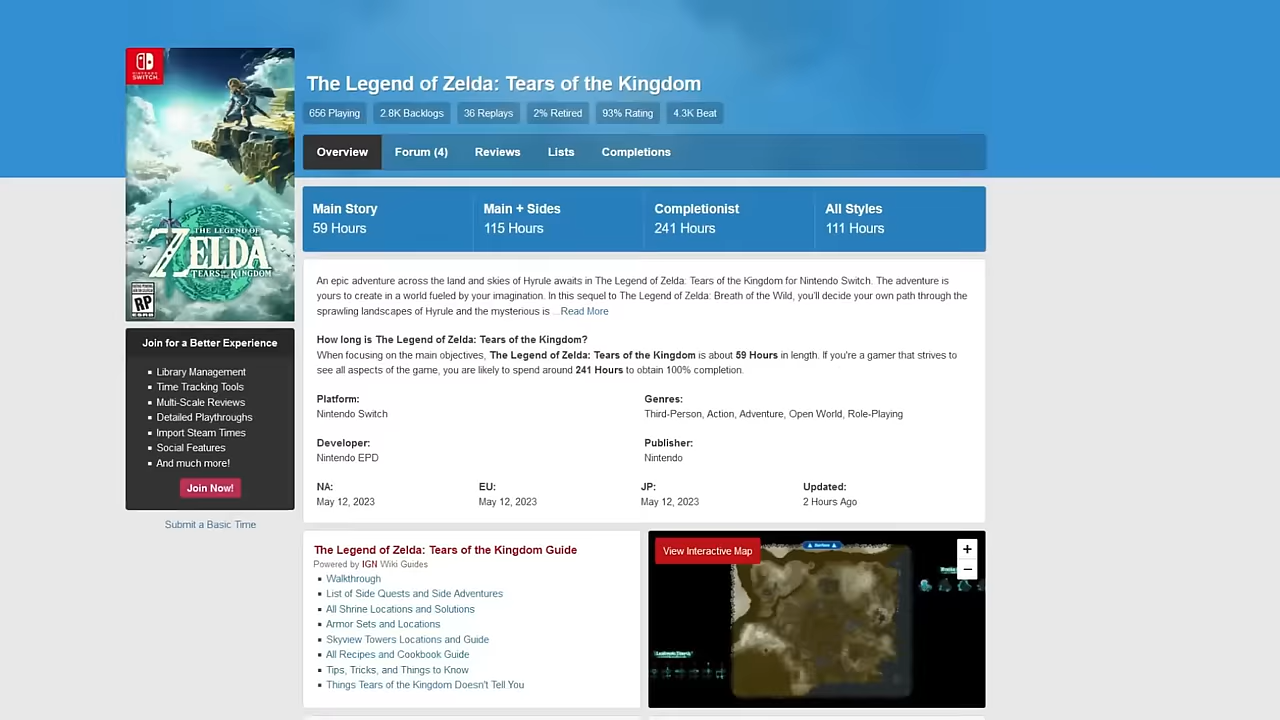 NINTENDO
SWITCH
THE LEGEND OF
ZELDA
TEARS OF THE KINGDOM
RP
ESRB
The Legend of Zelda: Tears of the Kingdom
656 Playing 2.8K Backlogs 36 Replays 2% Retired 93% Rating 4.3K Beat
Overview Forum (4) Reviews Lists Completions
Main Story Main + Sides Completionist All Styles
59 Hours 115 Hours 241 Hours 111 Hours
An epic adventure across the land and skies of Hyrule awaits in The Legend of Zelda: Tears of the Kingdom for Nintendo Switch. The adventure is
yours to create in a world fueled by your imagination. In this sequel to The Legend of Zelda: Breath of the Wild, you'll decide your own path through the
sprawling landscapes of Hyrule and the mysterious is ...Read More
How long is The Legend of Zelda: Tears of the Kingdom?
When focusing on the main objectives, The Legend of Zelda: Tears of the Kingdom is about 59 Hours in length. If you're a gamer that strives to
see all aspects of the game, you are likely to spend around 241 Hours to obtain 100% completion.
Platform: Genres:
Nintendo Switch Third-Person, Action, Adventure, Open World, Role-Playing
Developer: Publisher:
Nintendo EPD Nintendo
NA: EU: JP: Updated:
May 12, 2023 May 12, 2023 May 12, 2023 2 Hours Ago
Join for a Better Experience
Library Management
Time Tracking Tools
Multi-Scale Reviews
Detailed Playthroughs
Import Steam Times
Social Features
And much more!
Join Now!
Submit a Basic Time
The Legend of Zelda: Tears of the Kingdom Guide
Powered by IGN Wiki Guides
Walkthrough
List of Side Quests and Side Adventures
All Shrine Locations and Solutions
Armor Sets and Locations
Skyview Towers Locations and Guide
All Recipes and Cookbook Guide
Tips, Tricks, and Things to Know
Things Tears of the Kingdom Doesn't Tell You
View Interactive Map
+
−